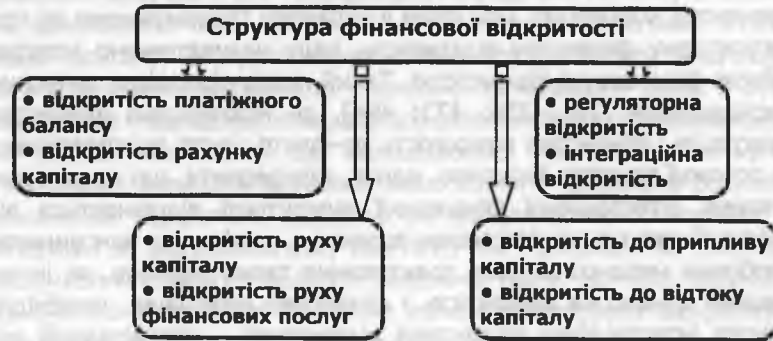 Структура фінансової відкритості
● відкритість платіжного
балансу
● відкритість рахунку
капіталу
● регуляторна
відкритість
● інтеграційна
відкритість
● відкритість руху
капіталу
● відкритість руху
фінансових послуг
● відкритість до припливу
капіталу
● відкритість до відтоку
капіталу